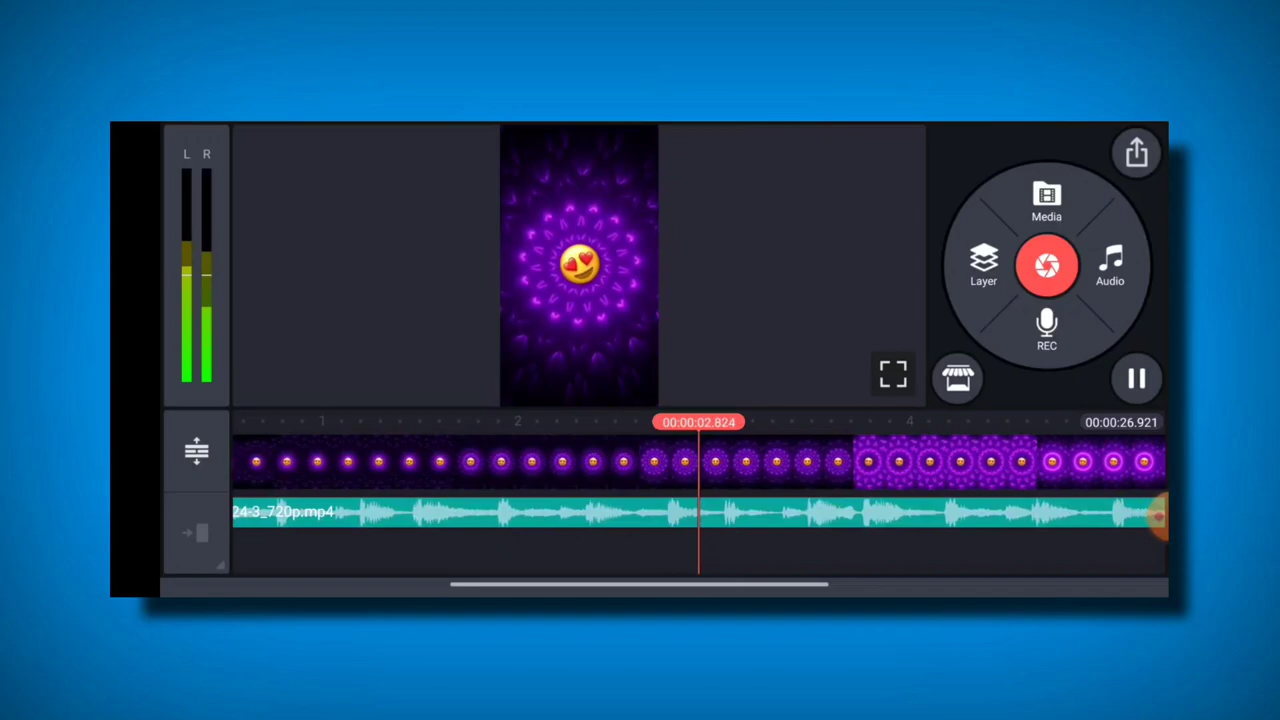 L R
Media
Layer
Audio
REC
1 2 00:00:02.824 4 00:00:26.921
24-3_720p.mp4